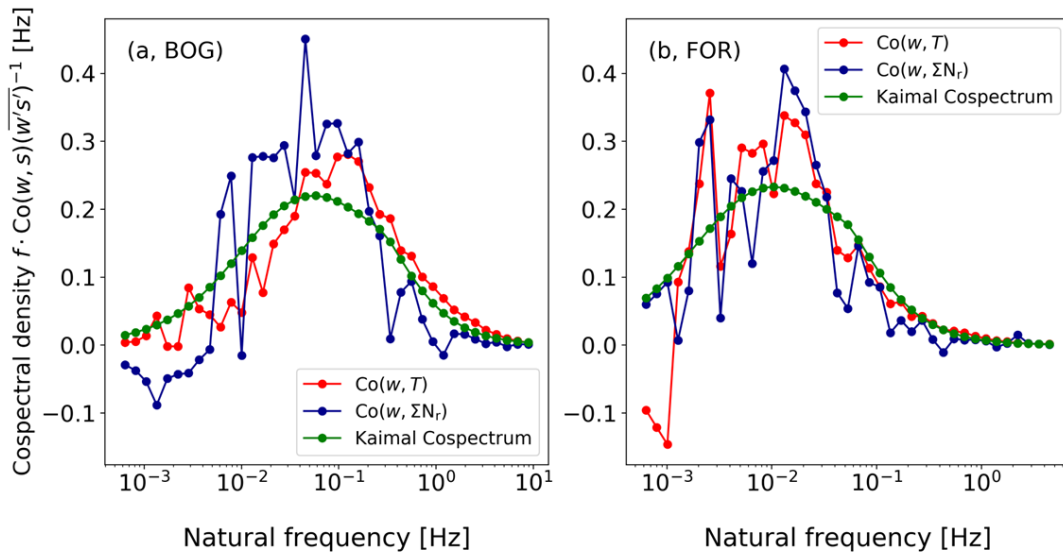 Cospectral density f · Co(w, s)(w′s′)⁻¹ [Hz]
(a, BOG)
0.4
0.3
0.2
0.1
0.0
−0.1
Co(w, T)
Co(w, ΣNᵣ)
Kaimal Cospectrum
10⁻³ 10⁻² 10⁻¹ 10⁰ 10¹
Natural frequency [Hz]
(b, FOR)
Co(w, T)
Co(w, ΣNᵣ)
Kaimal Cospectrum
0.4
0.3
0.2
0.1
0.0
−0.1
10⁻³ 10⁻² 10⁻¹ 10⁰
Natural frequency [Hz]